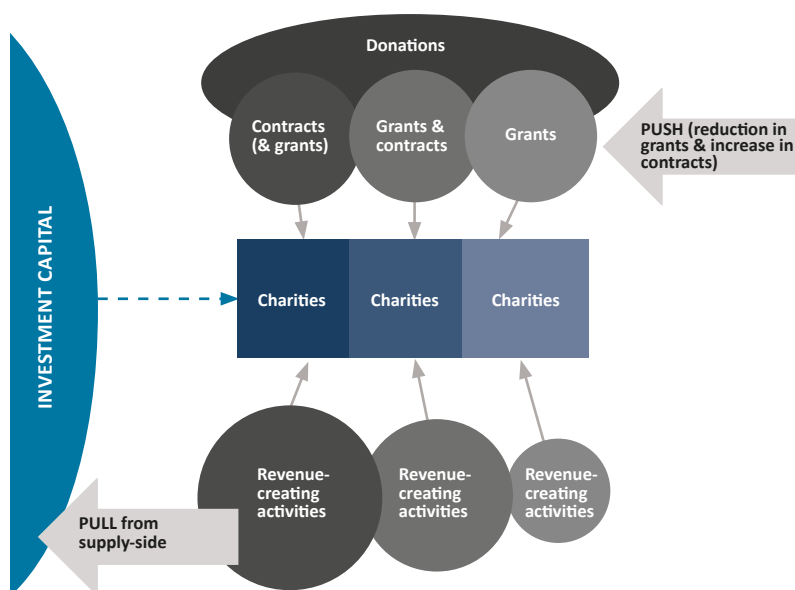 Donations
Contracts
(& grants)
Grants &
contracts
Grants
PUSH (reduction in
grants & increase in
contracts)
INVESTMENT CAPITAL
Charities
Charities
Charities
Revenue-
creating
activities
Revenue-
creating
activities
Revenue-
creating
activities
PULL from
supply-side